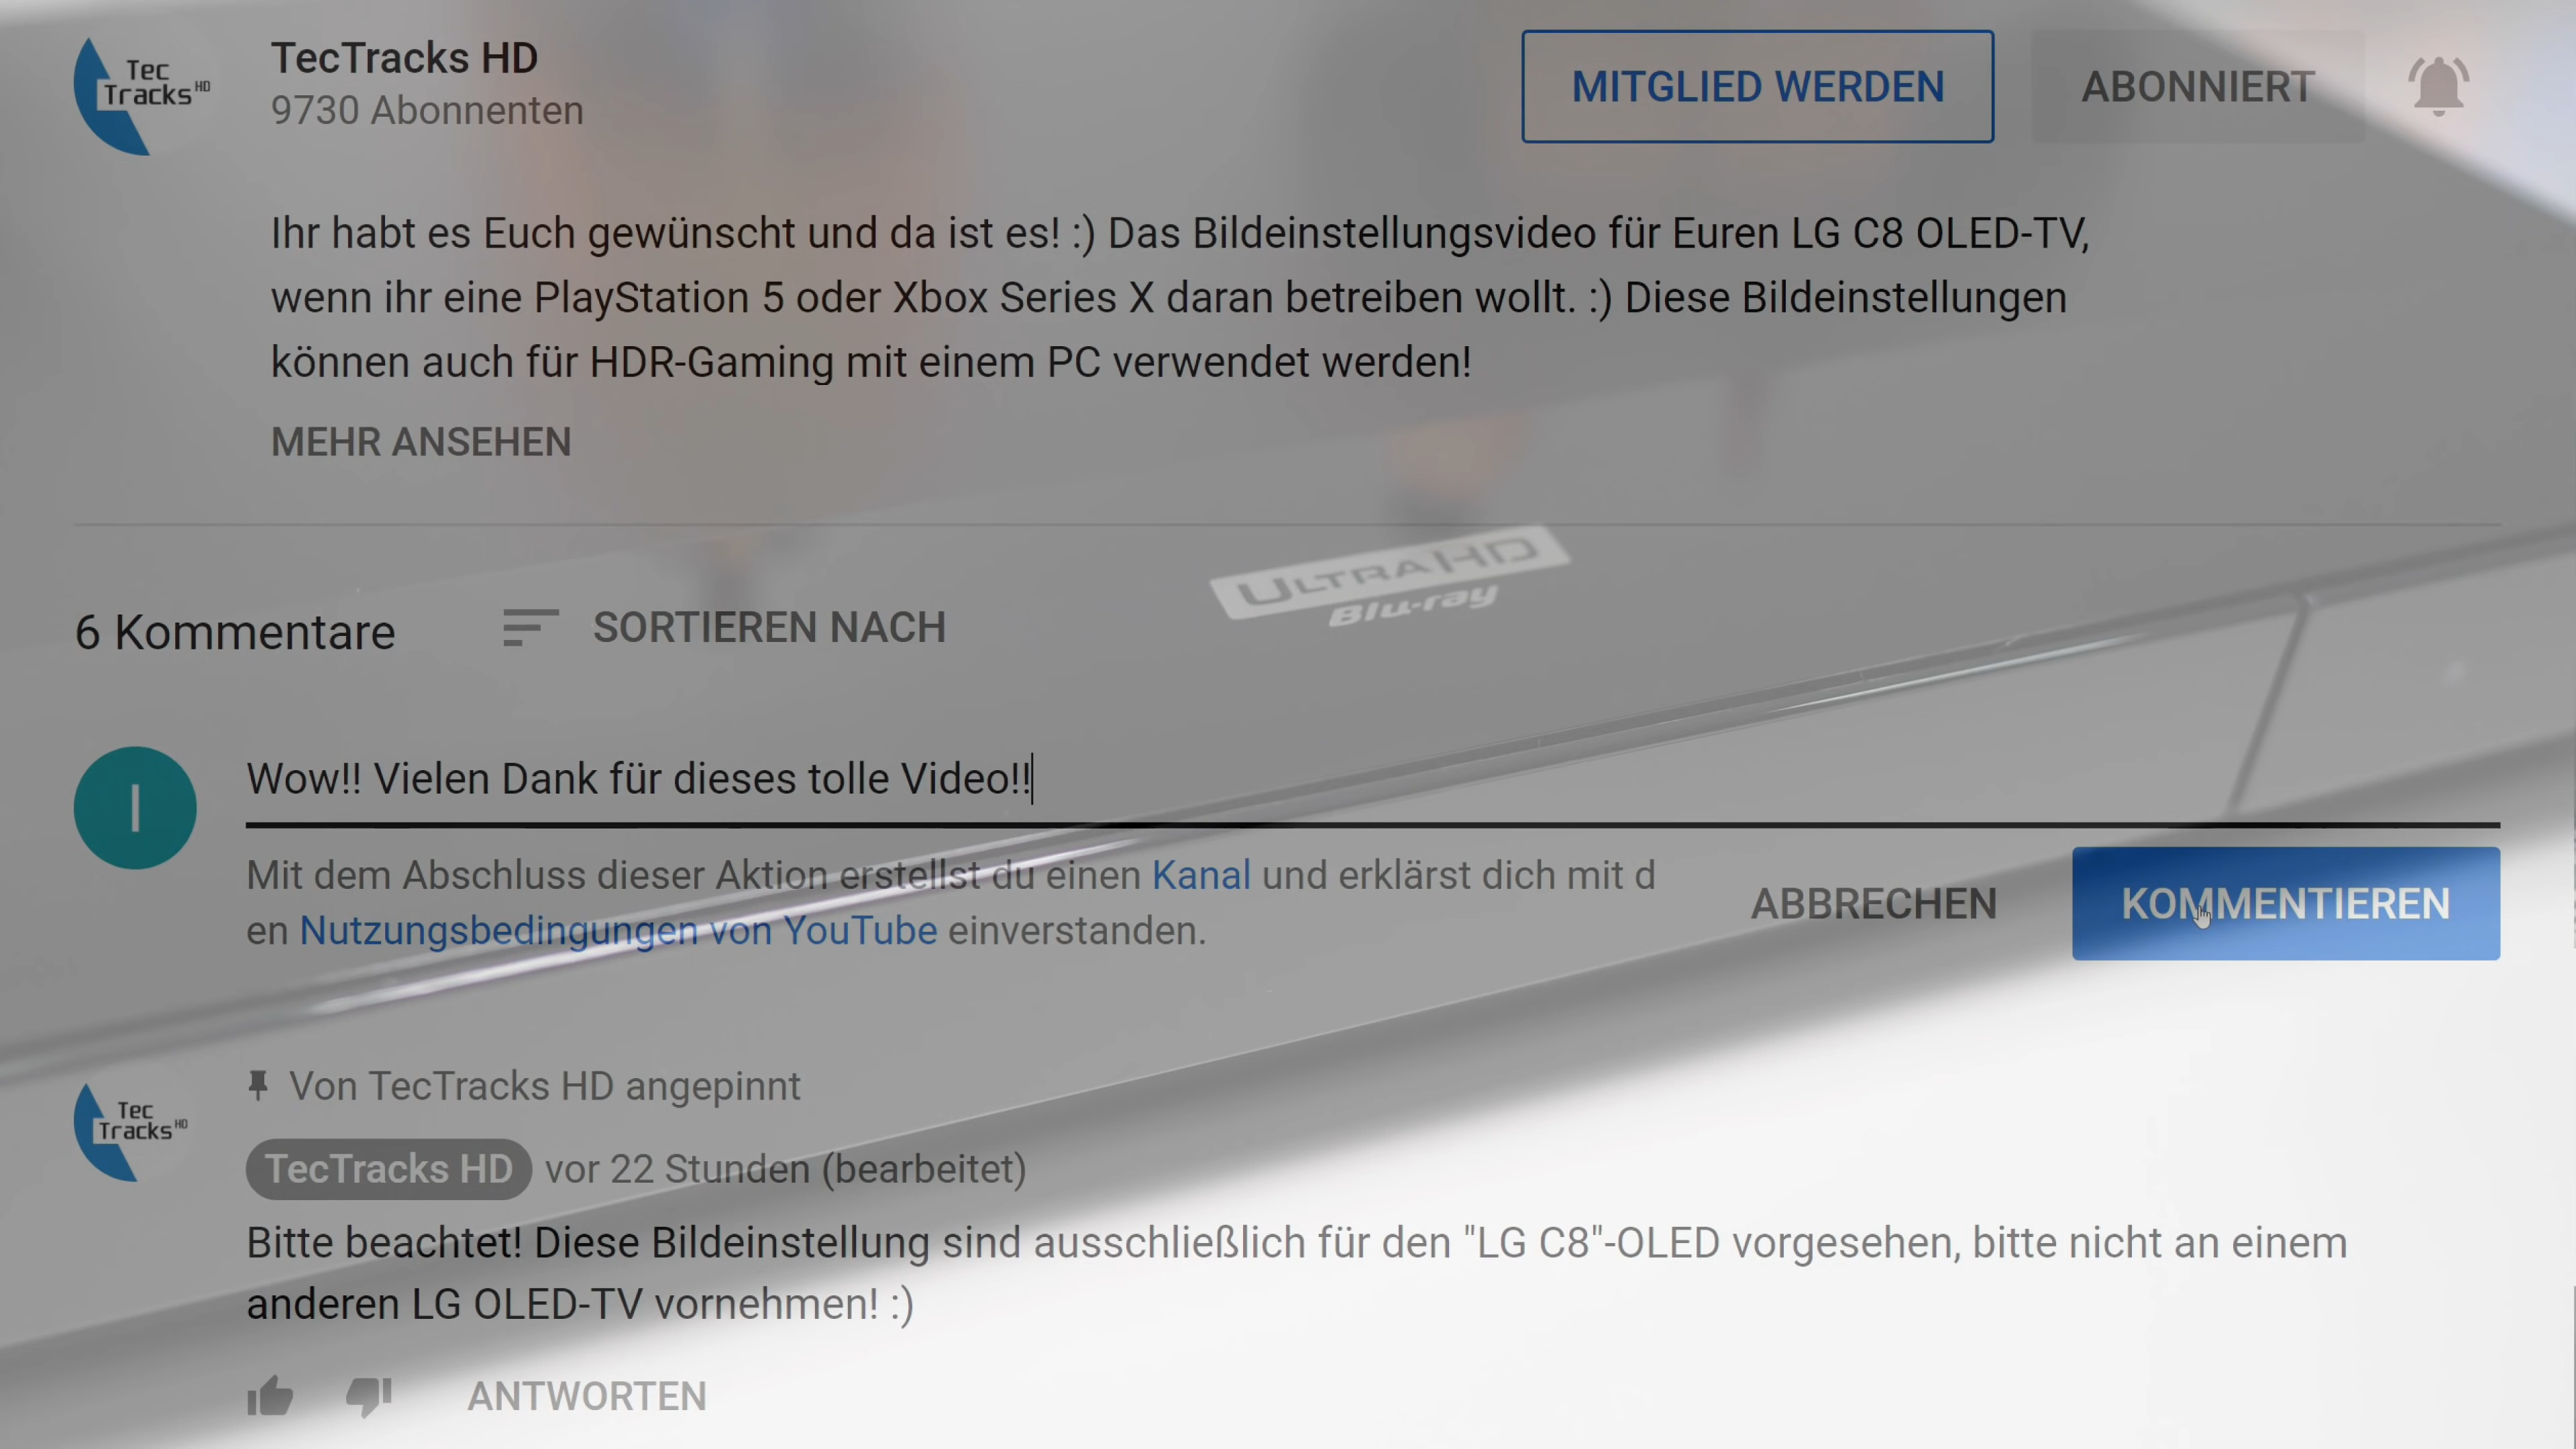 Tec
Tracks HD
TecTracks HD
9730 Abonnenten
MITGLIED WERDEN
ABONNIERT
Ihr habt es Euch gewünscht und da ist es! :) Das Bildeinstellungsvideo für Euren LG C8 OLED-TV,
wenn ihr eine PlayStation 5 oder Xbox Series X daran betreiben wollt. :) Diese Bildeinstellungen
können auch für HDR-Gaming mit einem PC verwendet werden!
MEHR ANSEHEN
ULTRA HD
Blu-ray
6 Kommentare
SORTIEREN NACH
I
Wow!! Vielen Dank für dieses tolle Video!!
Mit dem Abschluss dieser Aktion erstellst du einen Kanal und erklärst dich mit d
en Nutzungsbedingungen von YouTube einverstanden.
ABBRECHEN
KOMMENTIEREN
Tec
Tracks HD
Von TecTracks HD angepinnt
TecTracks HD vor 22 Stunden (bearbeitet)
Bitte beachtet! Diese Bildeinstellung sind ausschließlich für den "LG C8"-OLED vorgesehen, bitte nicht an einem
anderen LG OLED-TV vornehmen! :)
ANTWORTEN